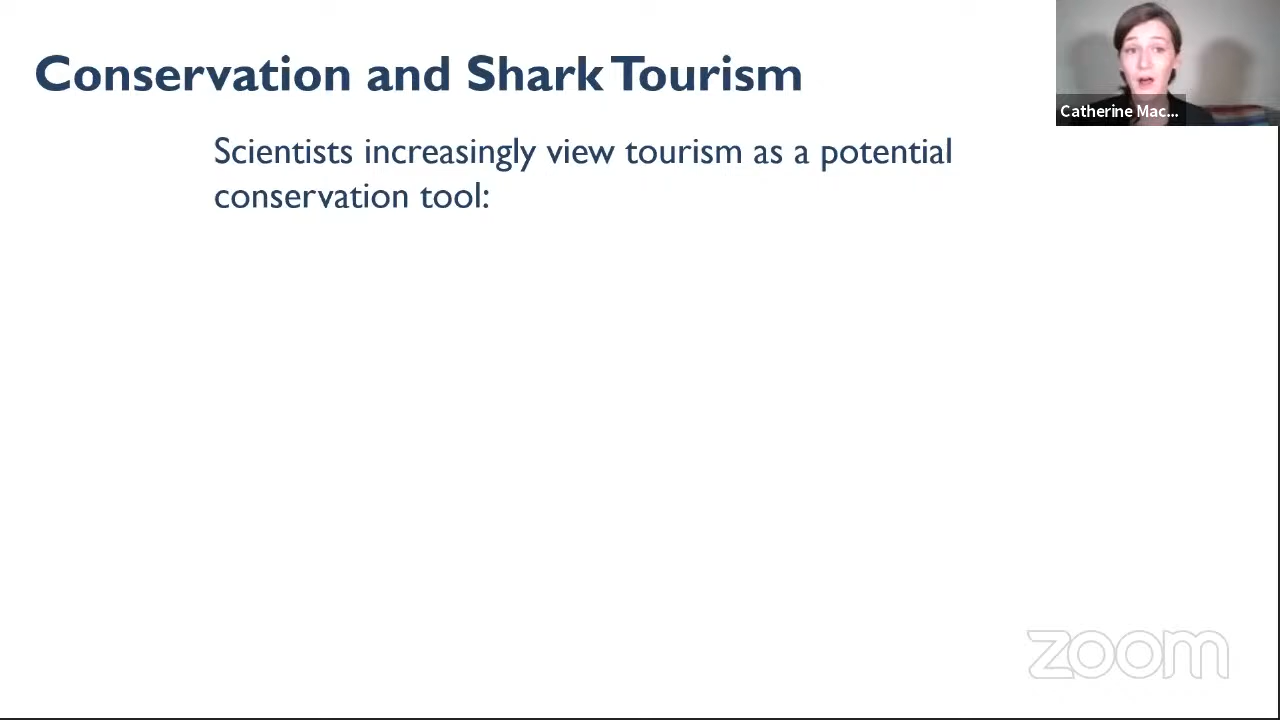 Conservation and Shark Tourism
Catherine Mac...
Scientists increasingly view tourism as a potential
conservation tool:
zoom